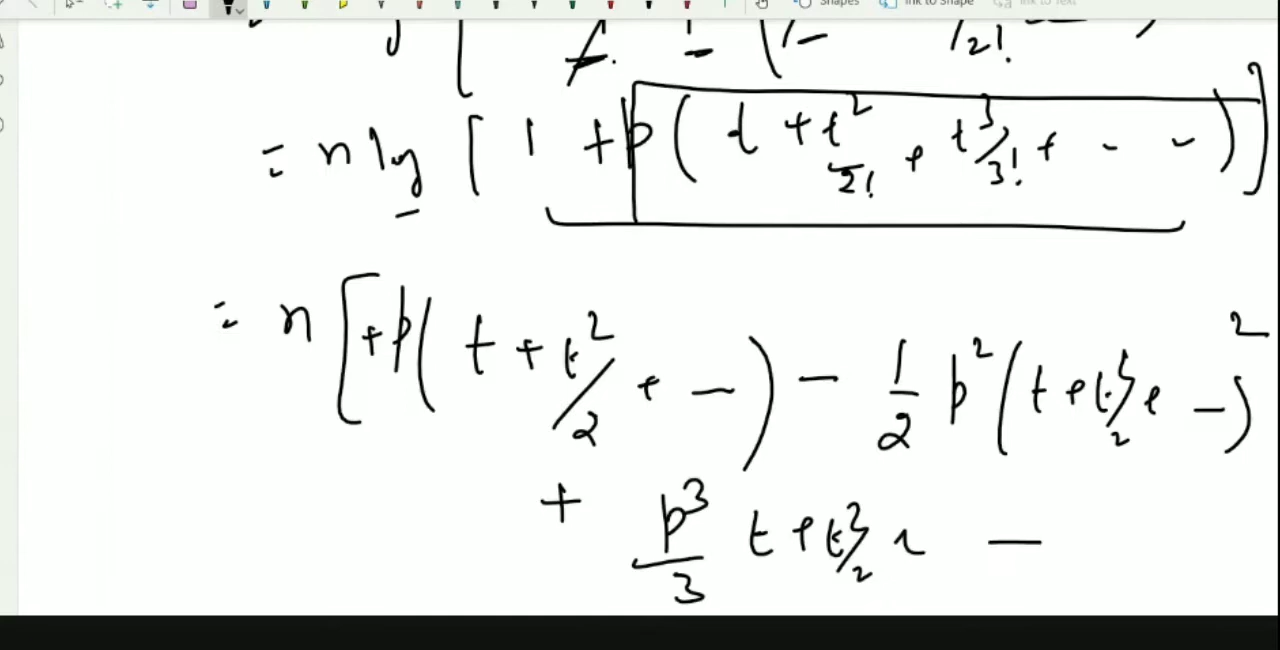 = n log [ 1 + p ( t + t²/2! + t³/3! + - - ) ]
= n [ + p ( t + t²/2 + - ) - 1/2 p² ( t + t²/2 + - )²
+ p³/3 t + t²/2 + -